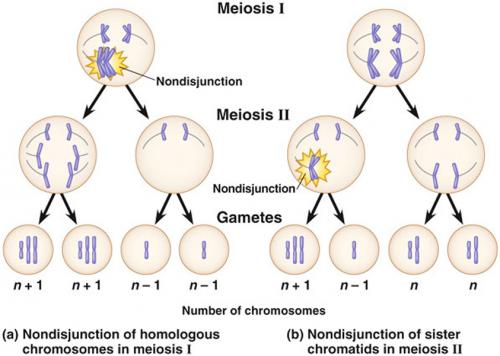 Meiosis I
Nondisjunction
Meiosis II
Nondisjunction
Gametes
n + 1 n + 1 n – 1 n – 1 n + 1 n – 1 n n
Number of chromosomes
(a) Nondisjunction of homologous
chromosomes in meiosis I
(b) Nondisjunction of sister
chromatids in meiosis II